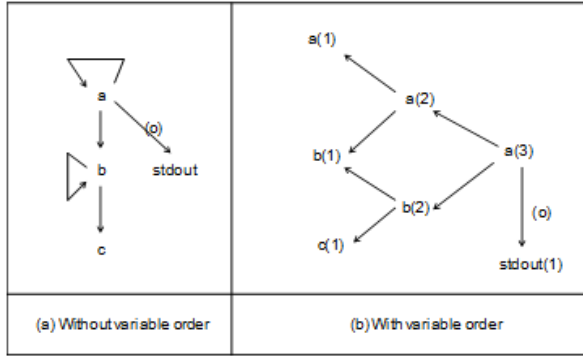 a
(o)
b
stdout
c
(a) Without variable order
a(1)
a(2)
b(1)
a(3)
b(2)
(o)
c(1)
stdout(1)
(b) With variable order